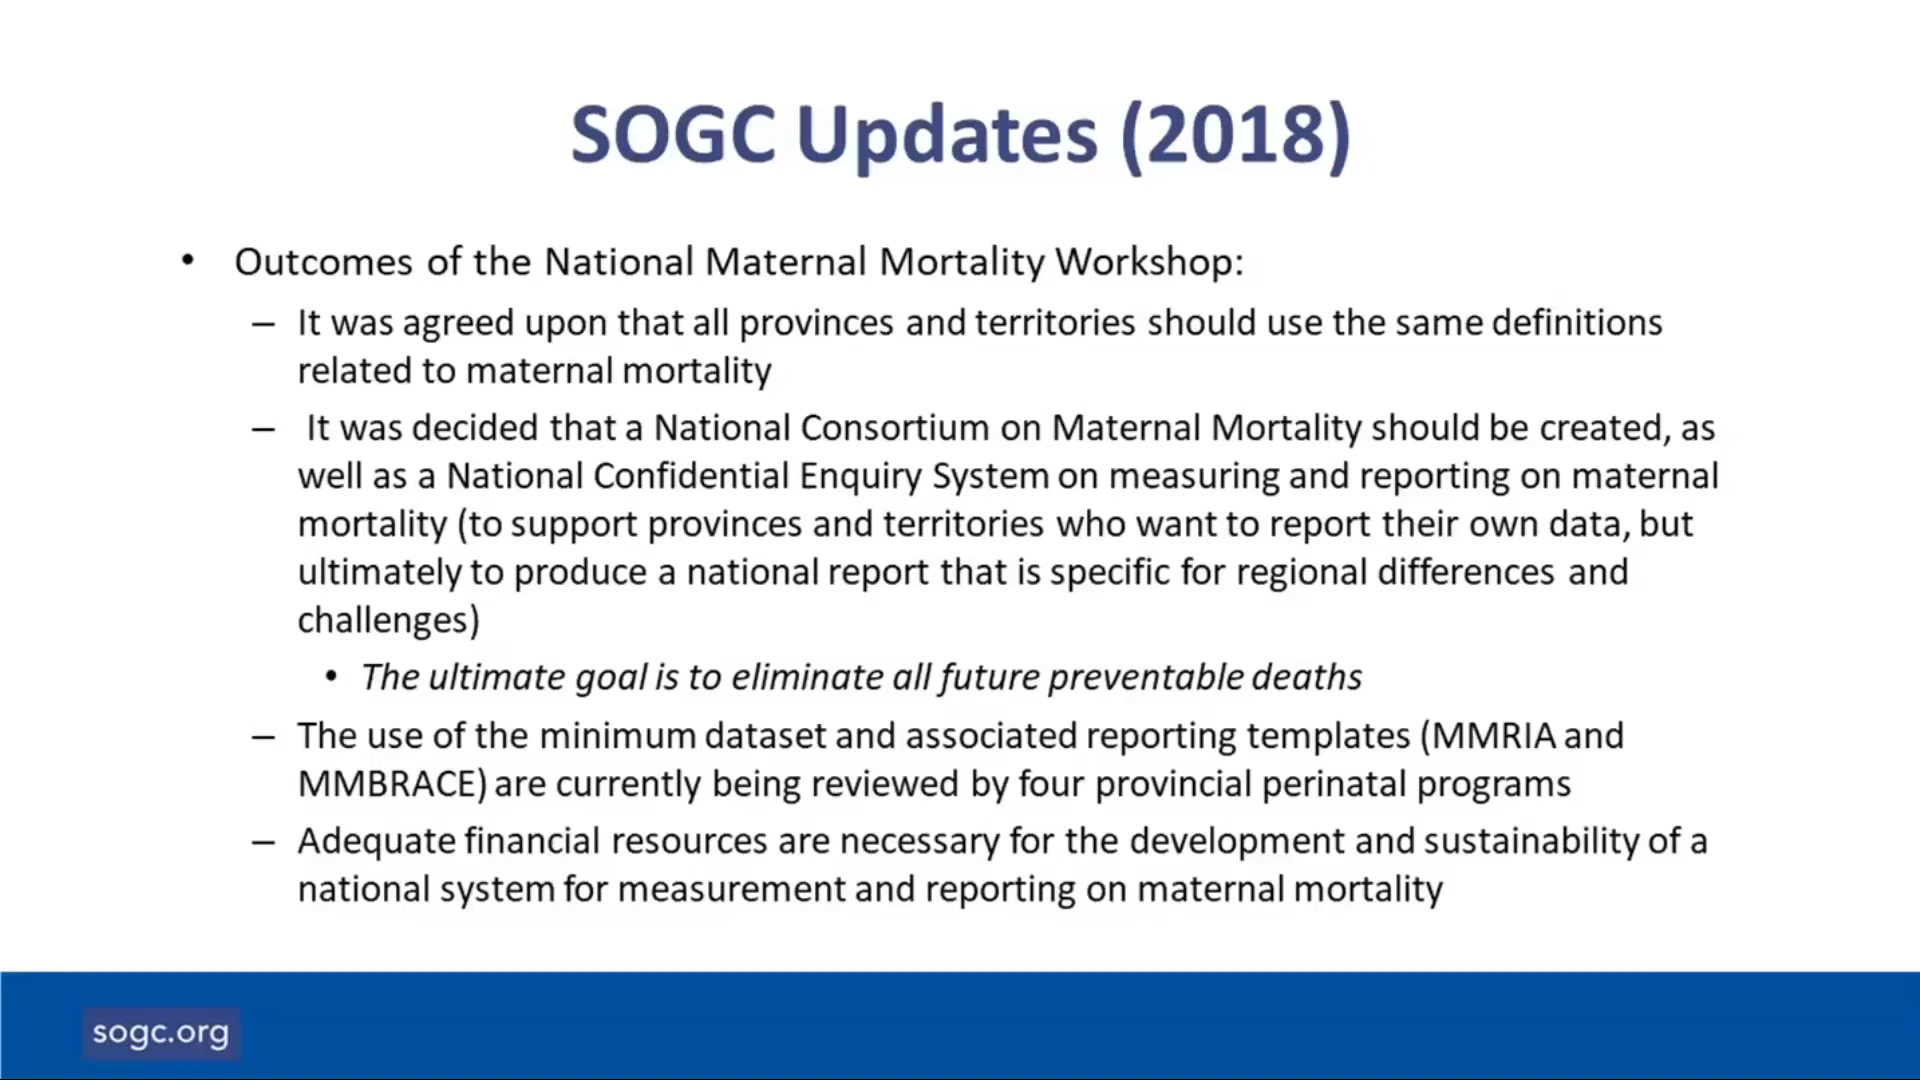 SOGC Updates (2018)
• Outcomes of the National Maternal Mortality Workshop:
– It was agreed upon that all provinces and territories should use the same definitions
related to maternal mortality
– It was decided that a National Consortium on Maternal Mortality should be created, as
well as a National Confidential Enquiry System on measuring and reporting on maternal
mortality (to support provinces and territories who want to report their own data, but
ultimately to produce a national report that is specific for regional differences and
challenges)
• The ultimate goal is to eliminate all future preventable deaths
– The use of the minimum dataset and associated reporting templates (MMRIA and
MMBRACE) are currently being reviewed by four provincial perinatal programs
– Adequate financial resources are necessary for the development and sustainability of a
national system for measurement and reporting on maternal mortality
sogc.org